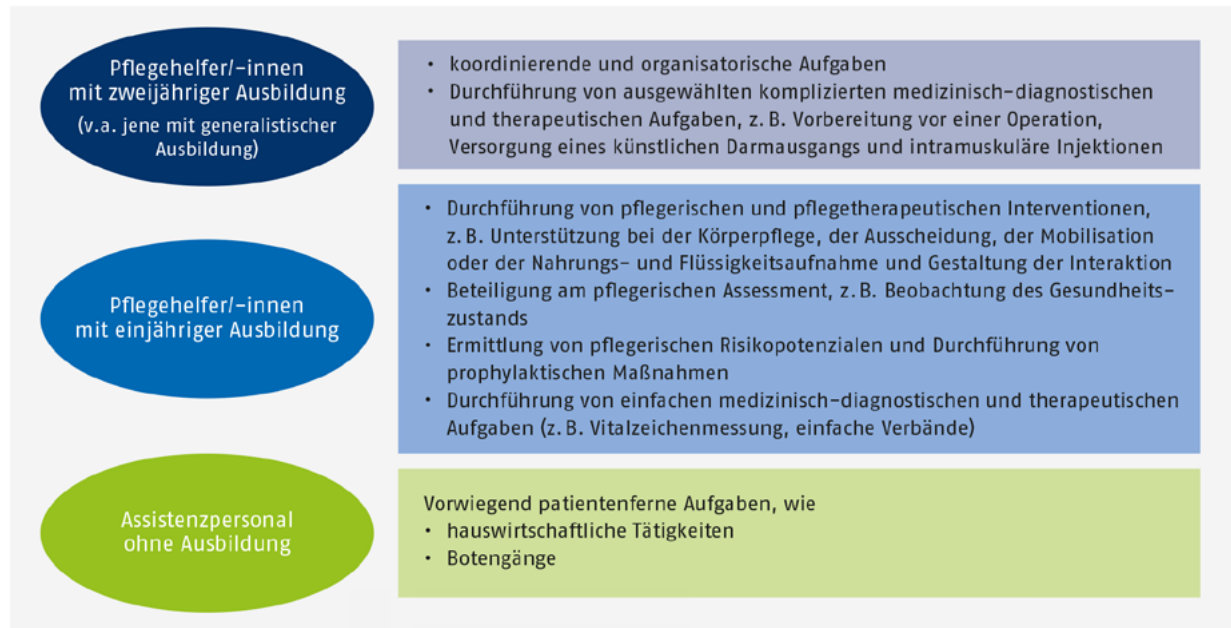 Pflegehelfer/-innen
mit zweijähriger Ausbildung
(v.a. jene mit generalistischer
Ausbildung)
• koordinierende und organisatorische Aufgaben
• Durchführung von ausgewählten komplizierten medizinisch-diagnostischen
und therapeutischen Aufgaben, z. B. Vorbereitung vor einer Operation,
Versorgung eines künstlichen Darmausgangs und intramuskuläre Injektionen
Pflegehelfer/-innen
mit einjähriger Ausbildung
• Durchführung von pflegerischen und pflegetherapeutischen Interventionen,
z. B. Unterstützung bei der Körperpflege, der Ausscheidung, der Mobilisation
oder der Nahrungs- und Flüssigkeitsaufnahme und Gestaltung der Interaktion
• Beteiligung am pflegerischen Assessment, z. B. Beobachtung des Gesundheits-
zustands
• Ermittlung von pflegerischen Risikopotenzialen und Durchführung von
prophylaktischen Maßnahmen
• Durchführung von einfachen medizinisch-diagnostischen und therapeutischen
Aufgaben (z. B. Vitalzeichenmessung, einfache Verbände)
Assistenzpersonal
ohne Ausbildung
Vorwiegend patientenferne Aufgaben, wie
• hauswirtschaftliche Tätigkeiten
• Botengänge